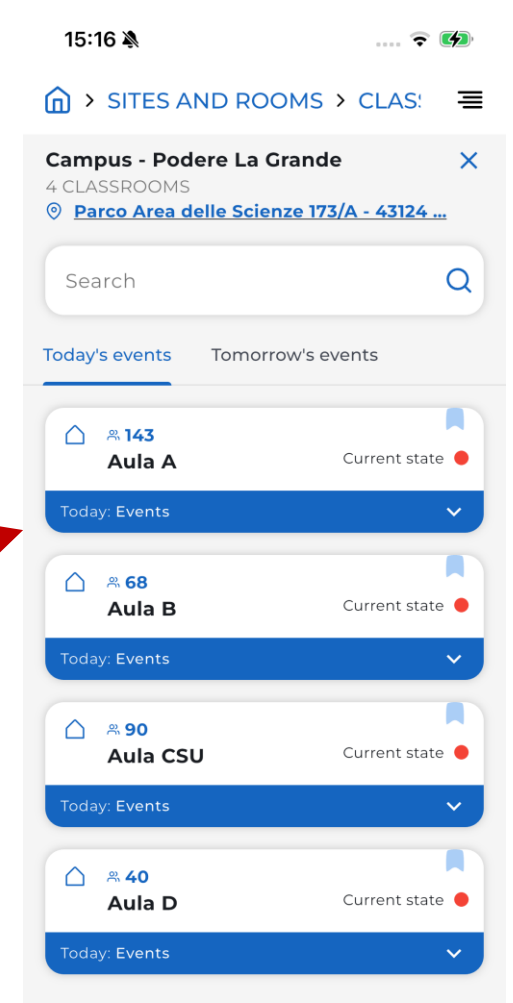 15:16
> SITES AND ROOMS > CLAS
Campus - Podere La Grande
4 CLASSROOMS
Parco Area delle Scienze 173/A - 43124 ...
Search
Today's events Tomorrow's events
143
Aula A Current state
Today: Events
68
Aula B Current state
Today: Events
90
Aula CSU Current state
Today: Events
40
Aula D Current state
Today: Events